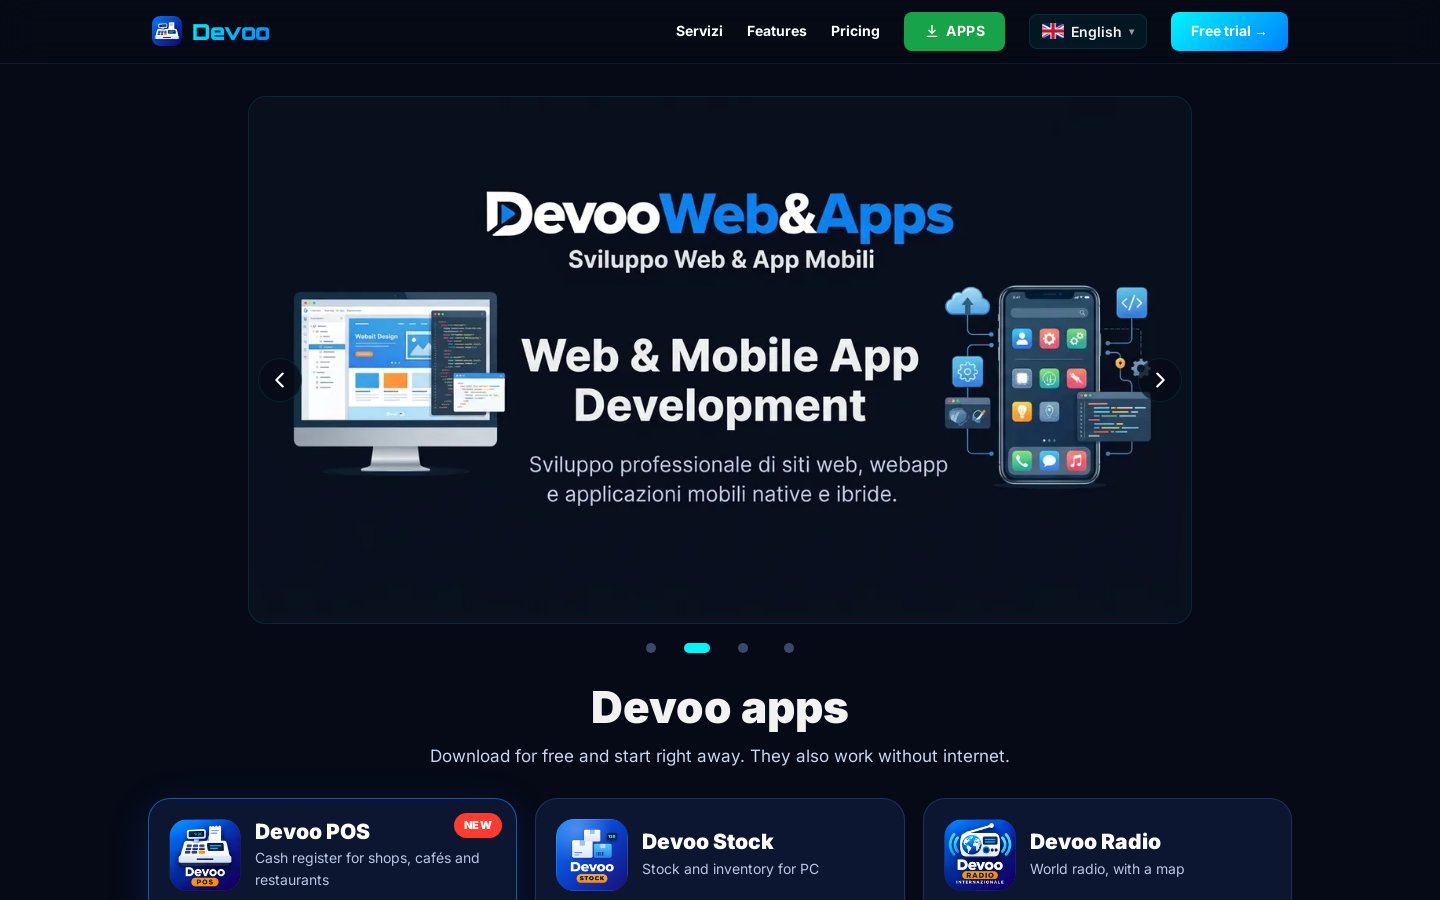 Devoo
Servizi
Features
Pricing
APPS
English
Free trial →
DevooWeb&Apps
Sviluppo Web & App Mobili
Websit Design
Web & Mobile App
Development
Sviluppo professionale di siti web, webapp
e applicazioni mobili native e ibride.
Devoo apps
Download for free and start right away. They also work without internet.
Devoo
POS
Devoo POS
NEW
Cash register for shops, cafés and
restaurants
Devoo
STOCK
Devoo Stock
Stock and inventory for PC
Devoo
RADIO
INTERNAZIONALE
Devoo Radio
World radio, with a map